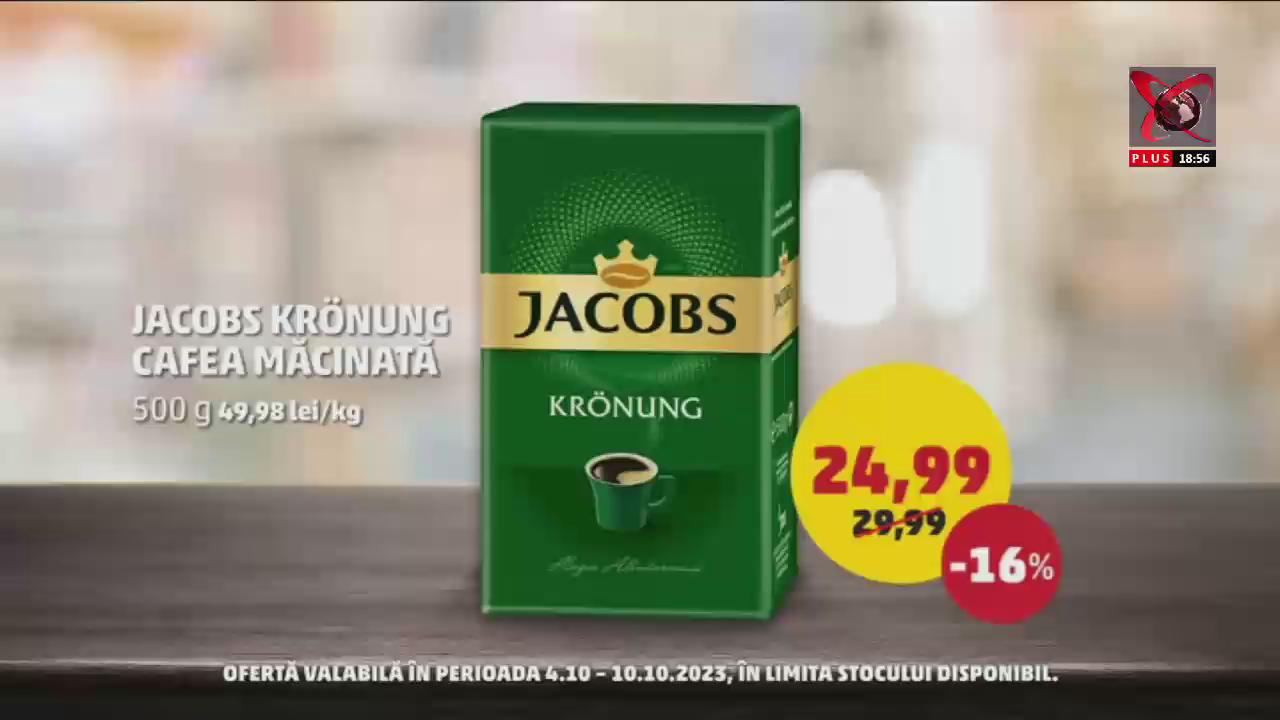 PLUS 18:56
JACOBS KRÖNUNG
CAFEA MĂCINATĂ
500 g 49,98 lei/kg
JACOBS
KRÖNUNG
24,99
29,99
-16%
OFERTĂ VALABILĂ ÎN PERIOADA 4.10 – 10.10.2023, ÎN LIMITA STOCULUI DISPONIBIL.